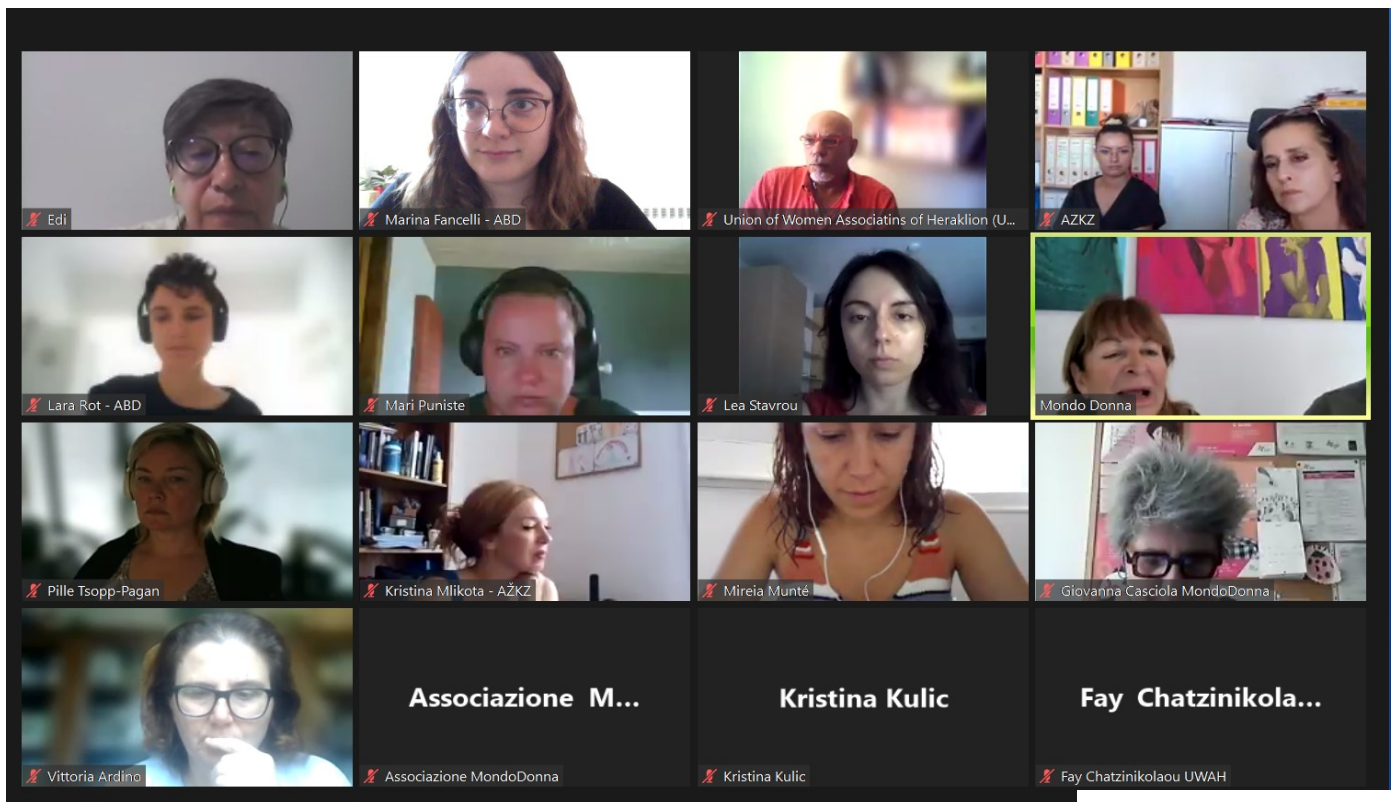 Edi
Marina Fancelli - ABD
Union of Women Associatins of Heraklion (U...
AZKZ
Lara Rot - ABD
Mari Puniste
Lea Stavrou
Mondo Donna
Pille Tsopp-Pagan
Kristina Mlikota - AŽKZ
Mireia Munté
Giovanna Casciola MondoDonna
Vittoria Ardino
Associazione M...
Associazione MondoDonna
Kristina Kulic
Kristina Kulic
Fay Chatzinikola...
Fay Chatzinikolaou UWAH